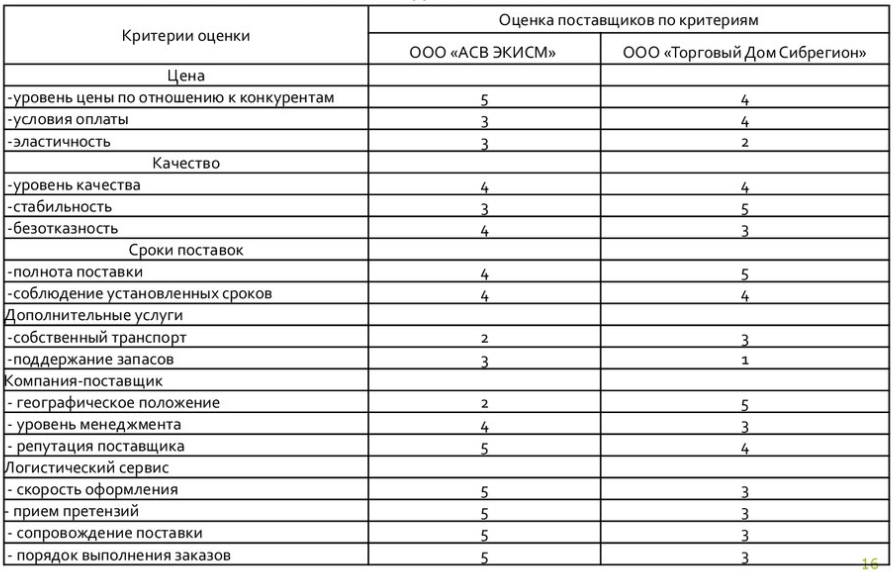 Критерии оценки
Оценка поставщиков по критериям
ООО «АСВ ЭКИСМ» ООО «Торговый Дом Сибрегион»
Цена
-уровень цены по отношению к конкурентам 5 4
-условия оплаты 3 4
-эластичность 3 2
Качество
-уровень качества 4 4
-стабильность 3 5
-безотказность 4 3
Сроки поставок
-полнота поставки 4 5
-соблюдение установленных сроков 4 4
Дополнительные услуги
-собственный транспорт 2 3
-поддержание запасов 3 1
Компания-поставщик
- географическое положение 2 5
- уровень менеджмента 4 3
- репутация поставщика 5 4
Логистический сервис
- скорость оформления 5 3
- прием претензий 5 3
- сопровождение поставки 5 3
- порядок выполнения заказов 5 3
16